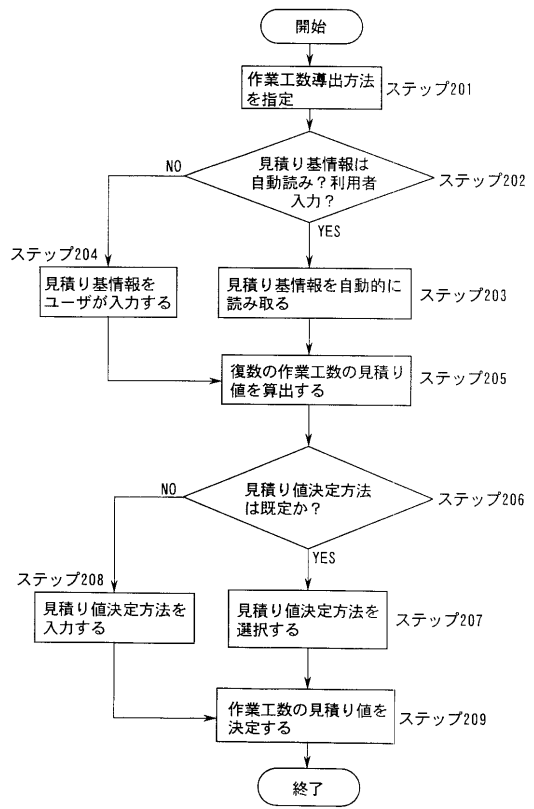 開始
作業工数導出方法
を指定
ステップ201
見積り基情報は
自動読み？利用者
入力？
ステップ202
NO
YES
ステップ204
見積り基情報を
ユーザが入力する
見積り基情報を自動的に
読み取る
ステップ203
復数の作業工数の見積り
値を算出する
ステップ205
見積り値決定方法
は既定か？
ステップ206
NO
YES
ステップ208
見積り値決定方法を
入力する
見積り値決定方法を
選択する
ステップ207
作業工数の見積り値を
決定する
ステップ209
終了